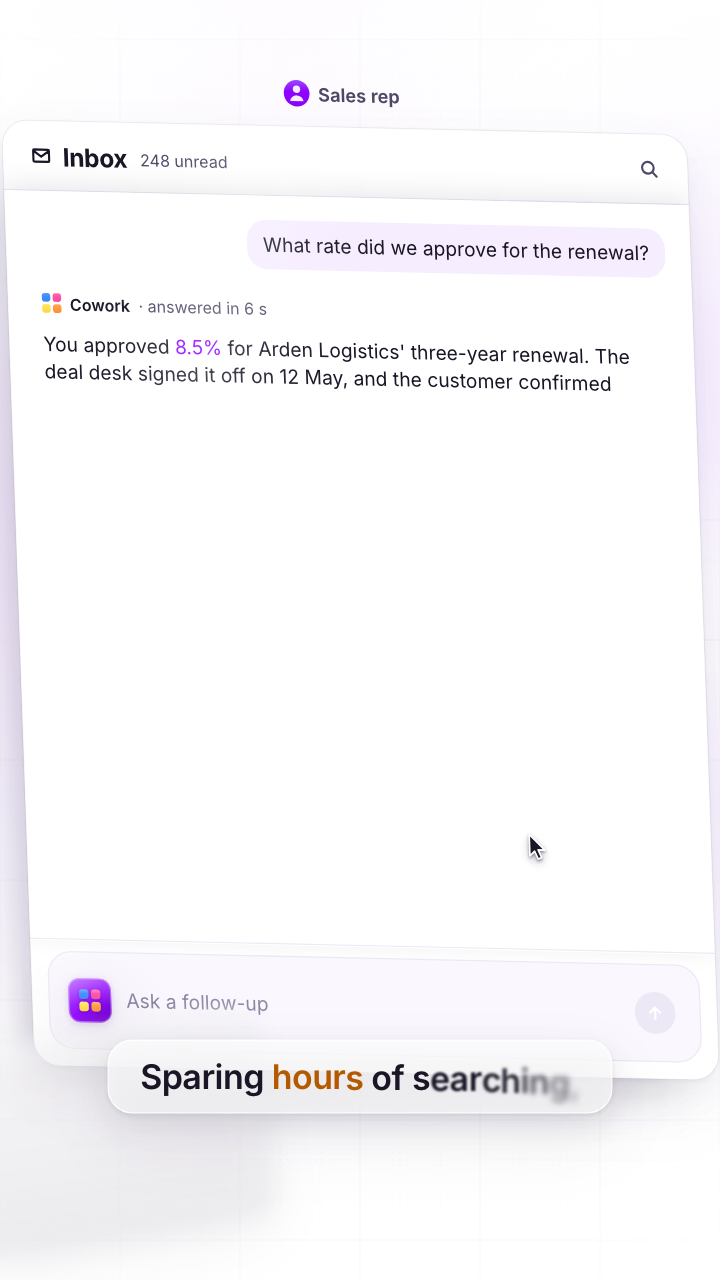 Sales rep
Inbox 248 unread
What rate did we approve for the renewal?
Cowork · answered in 6 s
You approved 8.5% for Arden Logistics' three-year renewal. The
deal desk signed it off on 12 May, and the customer confirmed
Ask a follow-up
Sparing hours of searching.